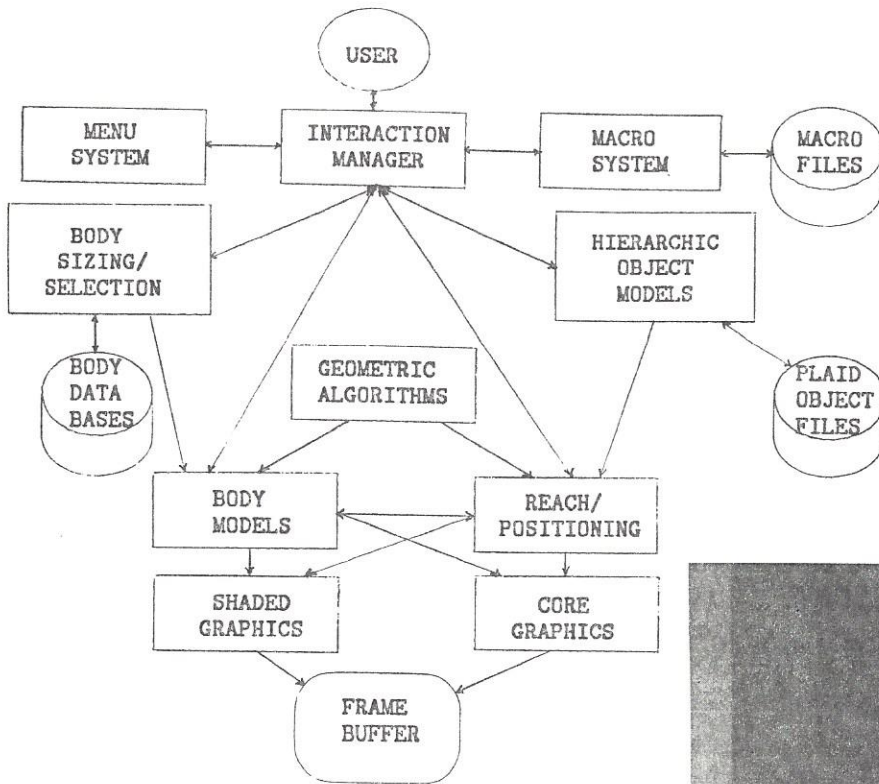 USER
MENU
SYSTEM
INTERACTION
MANAGER
MACRO
SYSTEM
MACRO
FILES
BODY
SIZING/
SELECTION
HIERARCHIC
OBJECT
MODELS
BODY
DATA
BASES
GEOMETRIC
ALGORITHMS
PLAID
OBJECT
FILES
BODY
MODELS
REACH/
POSITIONING
SHADED
GRAPHICS
CORE
GRAPHICS
FRAME
BUFFER